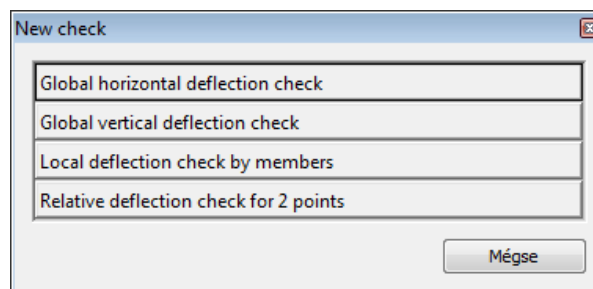 New check
Global horizontal deflection check
Global vertical deflection check
Local deflection check by members
Relative deflection check for 2 points
Mégse